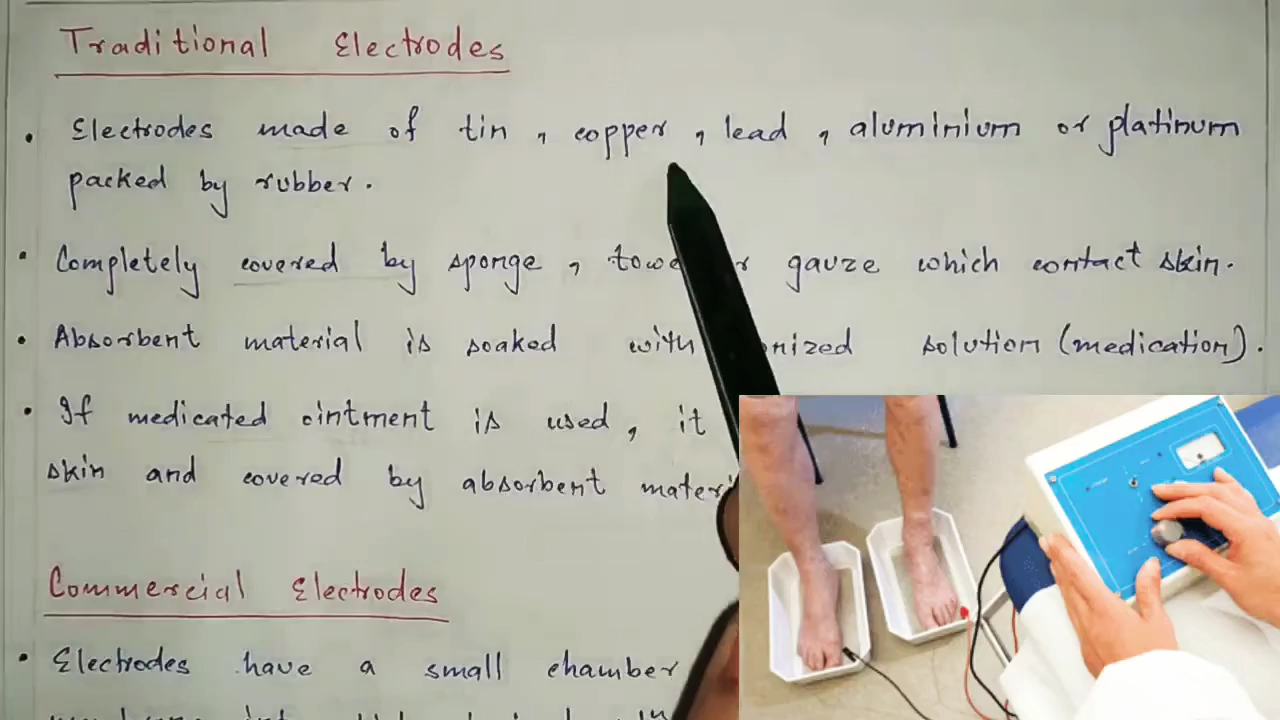 Traditional Electrodes
• Electrodes made of tin, copper, lead, aluminium or platinum
packed by rubber.
• Completely covered by sponge, gauze which contact skin.
• Absorbent material is soaked with solution (medication).
• If medicated ointment is used, it
skin and covered by absorbent
Commercial Electrodes
• Electrodes have a small chamber